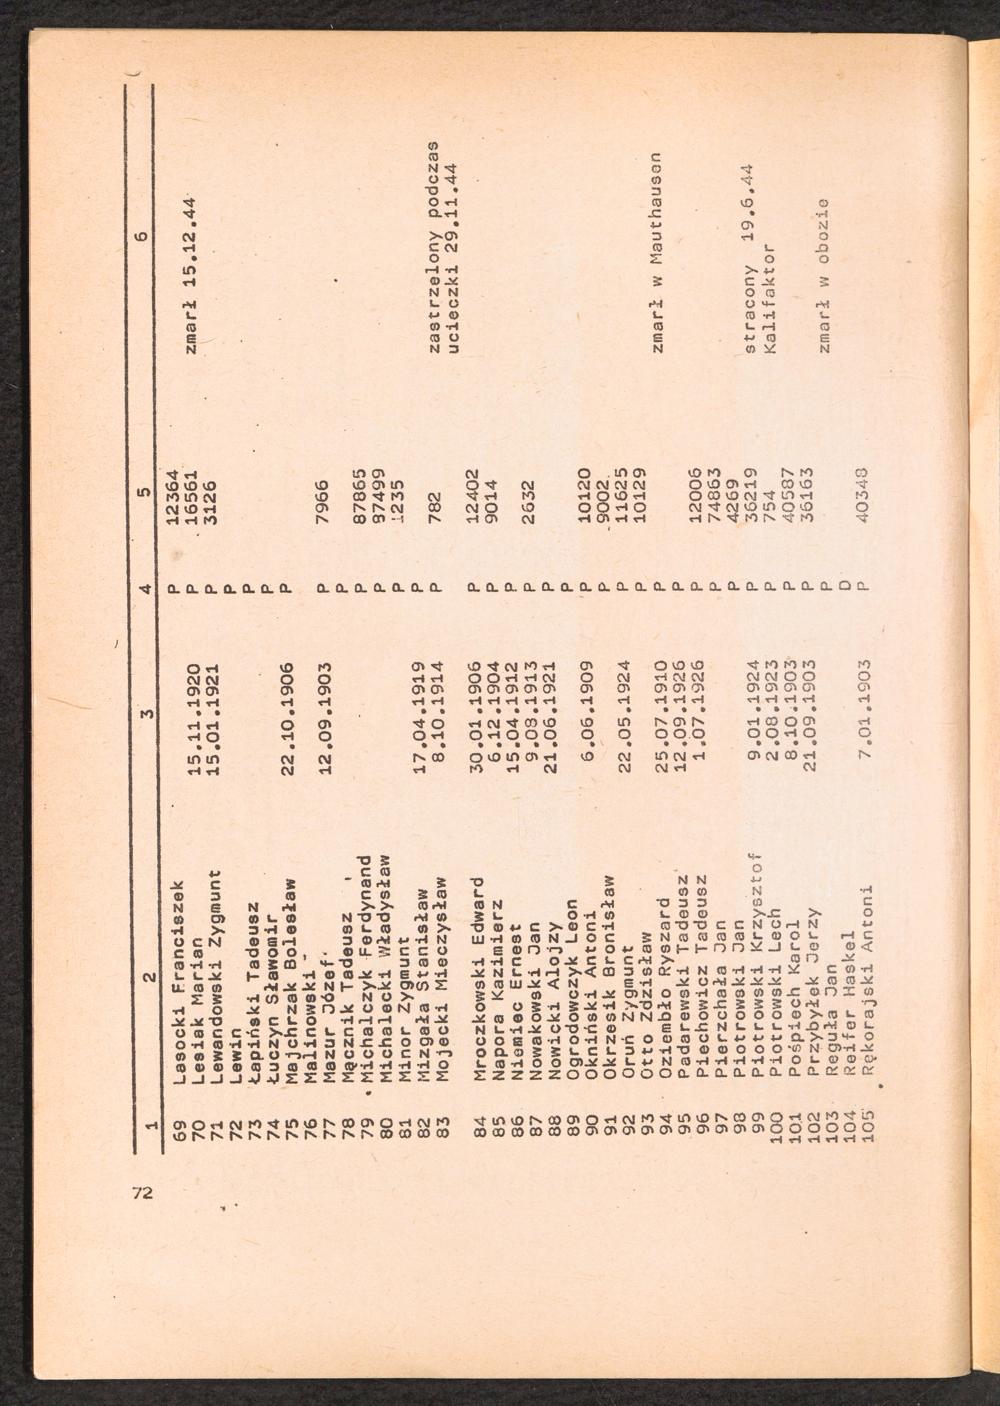 72
1 2 3 4 5 6
69 Lasocki Franciszek P 12364
70 Lesiak Marian 15.11.1920 P 16561 zmarł 15.12.44
71 Lewandowski Zygmunt 15.01.1921 P 3126
72 Lewin P
73 Łapiński Tadeusz P
74 Łuczyn Sławomir P
75 Majchrzak Bolesław 22.10.1906 P
76 Malinowski -
77 Mazur Józef 12.09.1903 P 7966
78 Mącznik Tadeusz P
79 Michalczyk Ferdynand P 87865
80 Michalecki Władysław P 87499
81 Minor Zygmunt P 1235
82 Mizgała Stanisław 17.04.1919 P
83 Mojecki Mieczysław 8.10.1914 P 782 zastrzelony podczas
ucieczki 29.11.44
84 Mroczkowski Edward 30.01.1906 P 12402
85 Napora Kazimierz 6.12.1904 P 9014
86 Niemiec Ernest 15.04.1912 P
87 Nowakowski Jan 9.08.1913 P 2632
88 Nowicki Alojzy 21.06.1921 P
89 Ogrodowczyk Leon P
90 Okniński Antoni 6.06.1909 P 10120
91 Okrzesik Bronisław P 9002
92 Oruń Zygmunt 22.05.1924 P 11625
93 Otto Zdzisław P 10129
94 Oziembło Ryszard 25.07.1910 P zmarł w Mauthausen
95 Padarewski Tadeusz 12.09.1926 P
96 Piechowicz Tadeusz 1.07.1926 P 12006
97 Pierzchała Jan P 74863
98 Piotrowski Jan P 4269
99 Piotrowski Krzysztof 9.01.1924 P 36219 stracony 19.6.44
100 Piotrowski Lech 2.08.1923 P 754 Kalifaktor
101 Pośpiech Karol 8.10.1903 P 40587
102 Przybyłek Jerzy 21.09.1903 P 36163
103 Reguła Jan P zmarł w obozie
104 Reifer Haskel D
105 Rękorajski Antoni 7.01.1903 P 40348